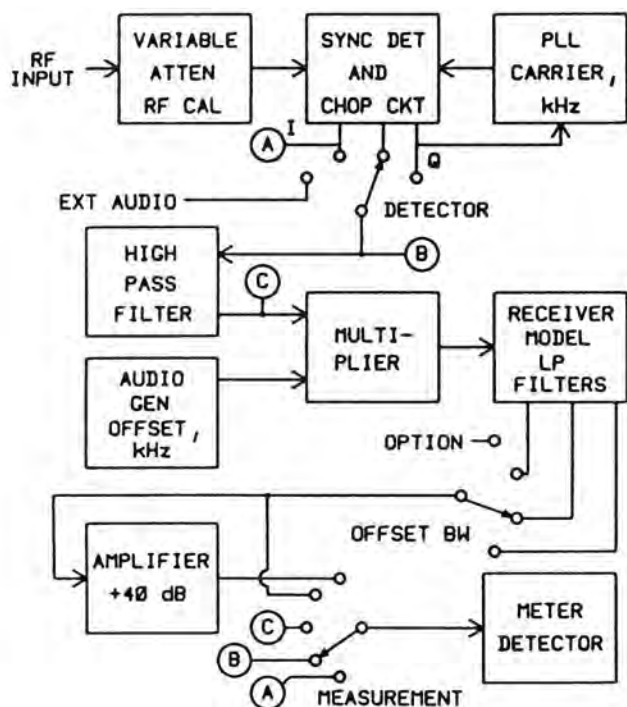 RF
INPUT
VARIABLE
ATTEN
RF CAL
SYNC DET
AND
CHOP CKT
PLL
CARRIER,
kHz
A
I
Q
EXT AUDIO
DETECTOR
B
HIGH
PASS
FILTER
C
MULTI-
PLIER
RECEIVER
MODEL
LP
FILTERS
AUDIO
GEN
OFFSET,
kHz
OPTION
OFFSET BW
AMPLIFIER
+40 dB
C
B
A
MEASUREMENT
METER
DETECTOR